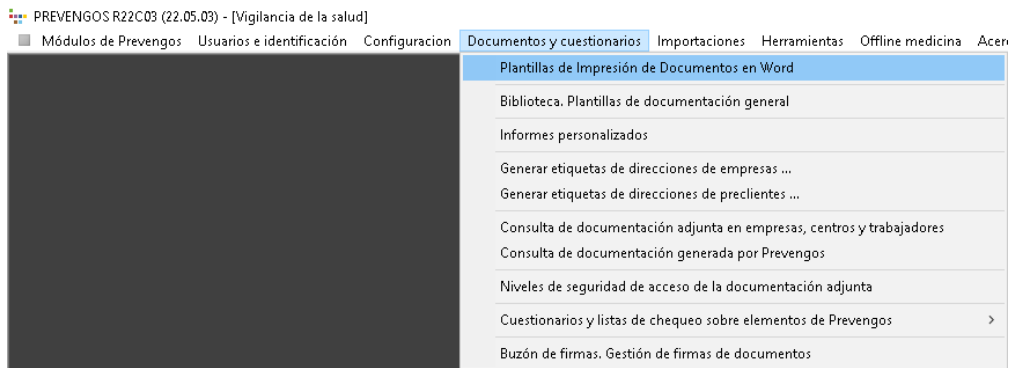 PREVENGOS R22C03 (22.05.03) - [Vigilancia de la salud]
Módulos de Prevengos Usuarios e identificación Configuracion Documentos y cuestionarios Importaciones Herramientas Offline medicina Acer
Plantillas de Impresión de Documentos en Word
Biblioteca. Plantillas de documentación general
Informes personalizados
Generar etiquetas de direcciones de empresas ...
Generar etiquetas de direcciones de preclientes ...
Consulta de documentación adjunta en empresas, centros y trabajadores
Consulta de documentación generada por Prevengos
Niveles de seguridad de acceso de la documentación adjunta
Cuestionarios y listas de chequeo sobre elementos de Prevengos
Buzón de firmas. Gestión de firmas de documentos